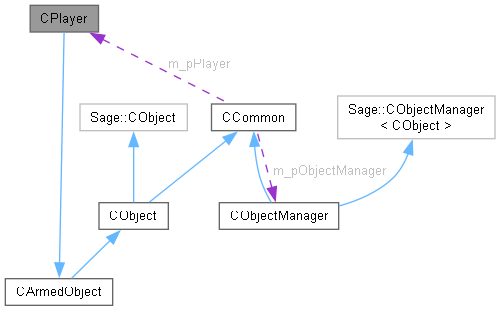 CPlayer
m_pPlayer
Sage::CObject
CCommon
Sage::CObjectManager
< CObject >
m_pObjectManager
CObject
CObjectManager
CArmedObject